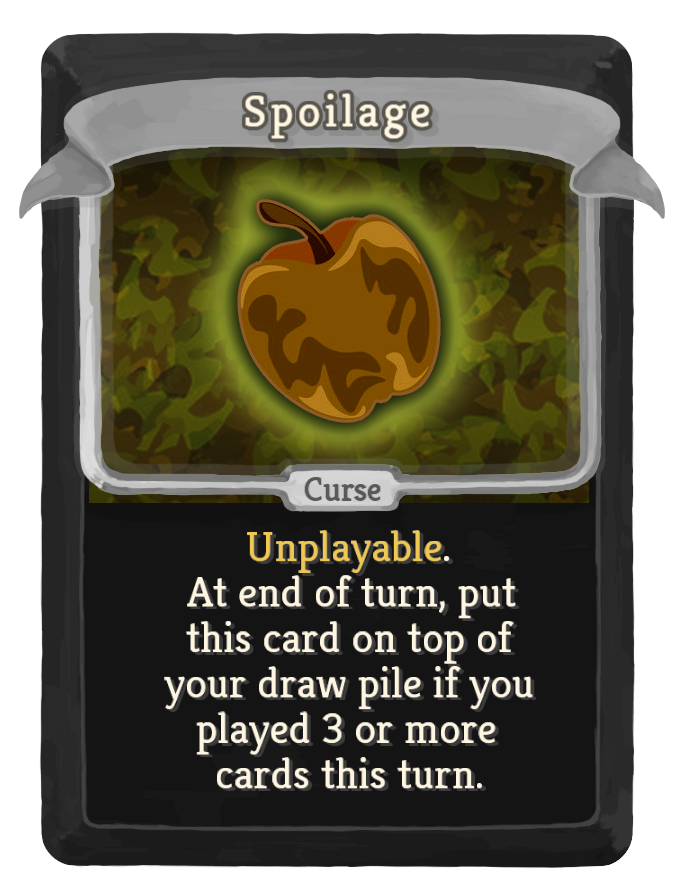 Spoilage
Curse
Unplayable.
At end of turn, put
this card on top of
your draw pile if you
played 3 or more
cards this turn.